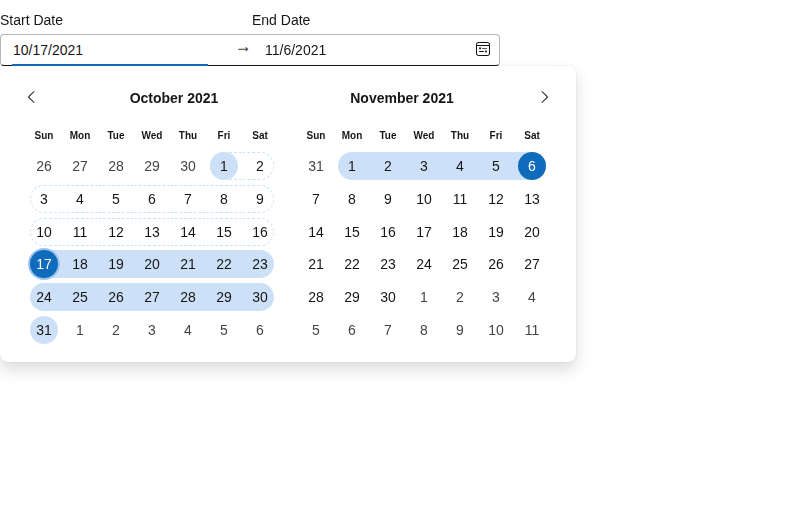 Start Date End Date
10/17/2021 → 11/6/2021
October 2021 November 2021
Sun Mon Tue Wed Thu Fri Sat Sun Mon Tue Wed Thu Fri Sat
26 27 28 29 30 1 2 31 1 2 3 4 5 6
3 4 5 6 7 8 9 7 8 9 10 11 12 13
10 11 12 13 14 15 16 14 15 16 17 18 19 20
17 18 19 20 21 22 23 21 22 23 24 25 26 27
24 25 26 27 28 29 30 28 29 30 1 2 3 4
31 1 2 3 4 5 6 5 6 7 8 9 10 11